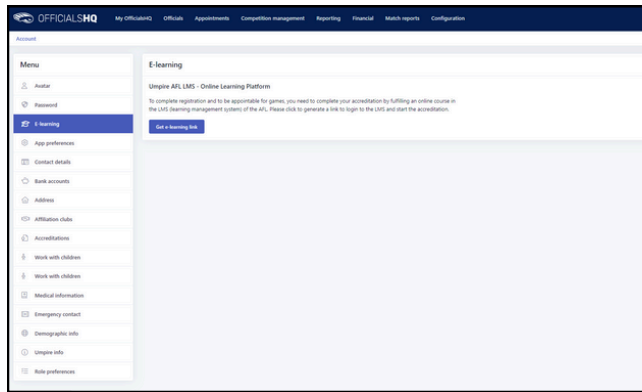 OFFICIALSHQ My OfficialsHQ Officials Appointments Competition management Reporting Financial Match reports Configuration
Account
Menu
Avatar
Password
E-learning
App preferences
Contact details
Bank accounts
Address
Affiliation clubs
Accreditations
Work with children
Work with children
Medical information
Emergency contact
Demographic info
Umpire info
Role preferences
E-learning
Umpire AFL LMS - Online Learning Platform
To complete registration and to be appointable for games, you need to complete your accreditation by fulfilling an online course in
the LMS (learning management system) of the AFL. Please click to generate a link to login to the LMS and start the accreditation.
Get e-learning link